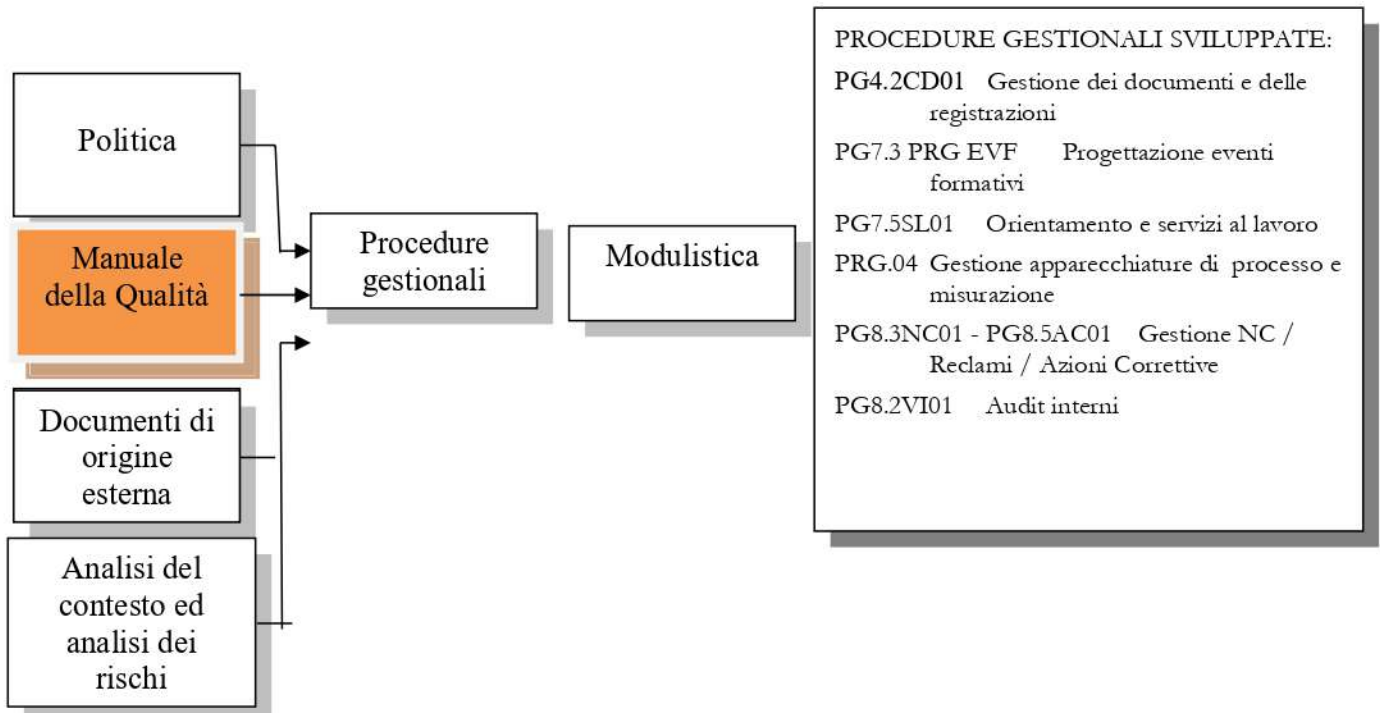 Politica
Manuale
della Qualità
Documenti di
origine
esterna
Analisi del
contesto ed
analisi dei
rischi
Procedure
gestionali
Modulistica
PROCEDURE GESTIONALI SVILUPPATE:
PG4.2CD01 Gestione dei documenti e delle
registrazioni
PG7.3 PRG EVF Progettazione eventi
formativi
PG7.5SL01 Orientamento e servizi al lavoro
PRG.04 Gestione apparecchiature di processo e
misurazione
PG8.3NC01 - PG8.5AC01 Gestione NC /
Reclami / Azioni Correttive
PG8.2VI01 Audit interni